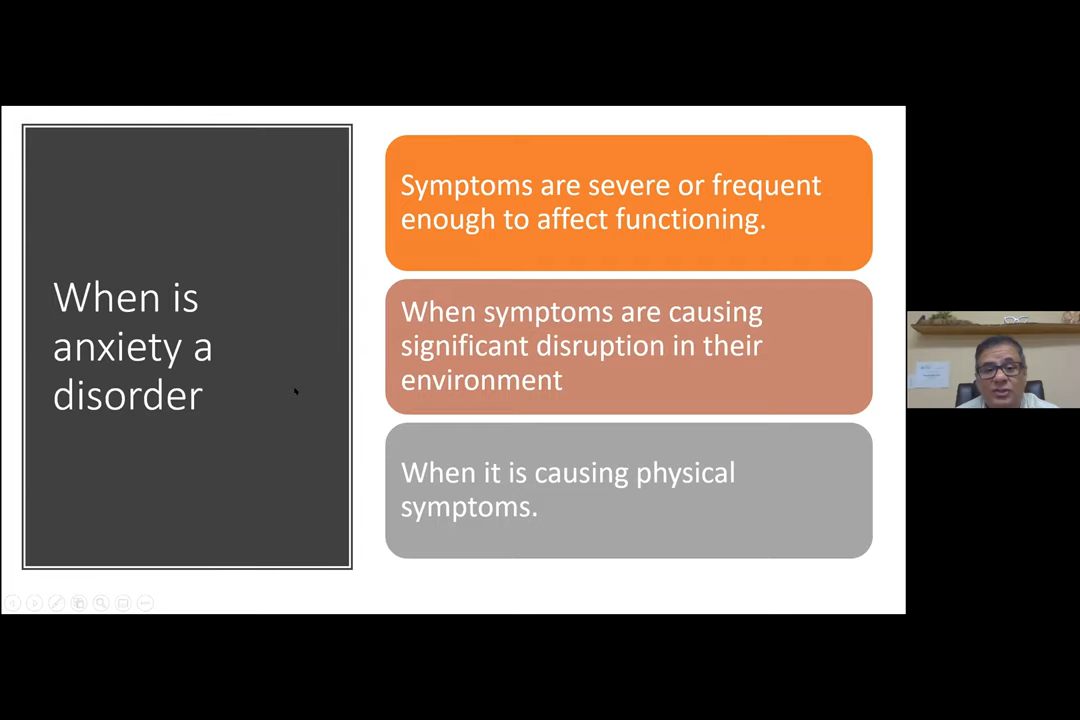 When is
anxiety a
disorder
Symptoms are severe or frequent
enough to affect functioning.
When symptoms are causing
significant disruption in their
environment
When it is causing physical
symptoms.